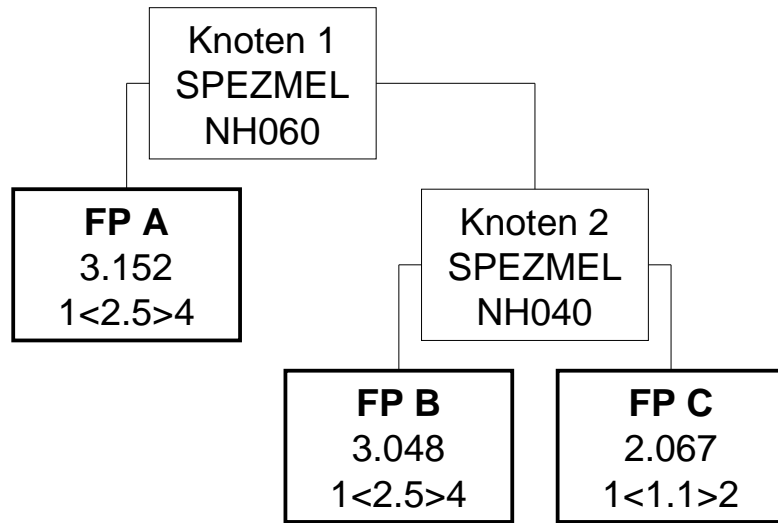 Knoten 1
SPEZMEL
NH060
FP A
3.152
1<2.5>4
Knoten 2
SPEZMEL
NH040
FP B
3.048
1<2.5>4
FP C
2.067
1<1.1>2